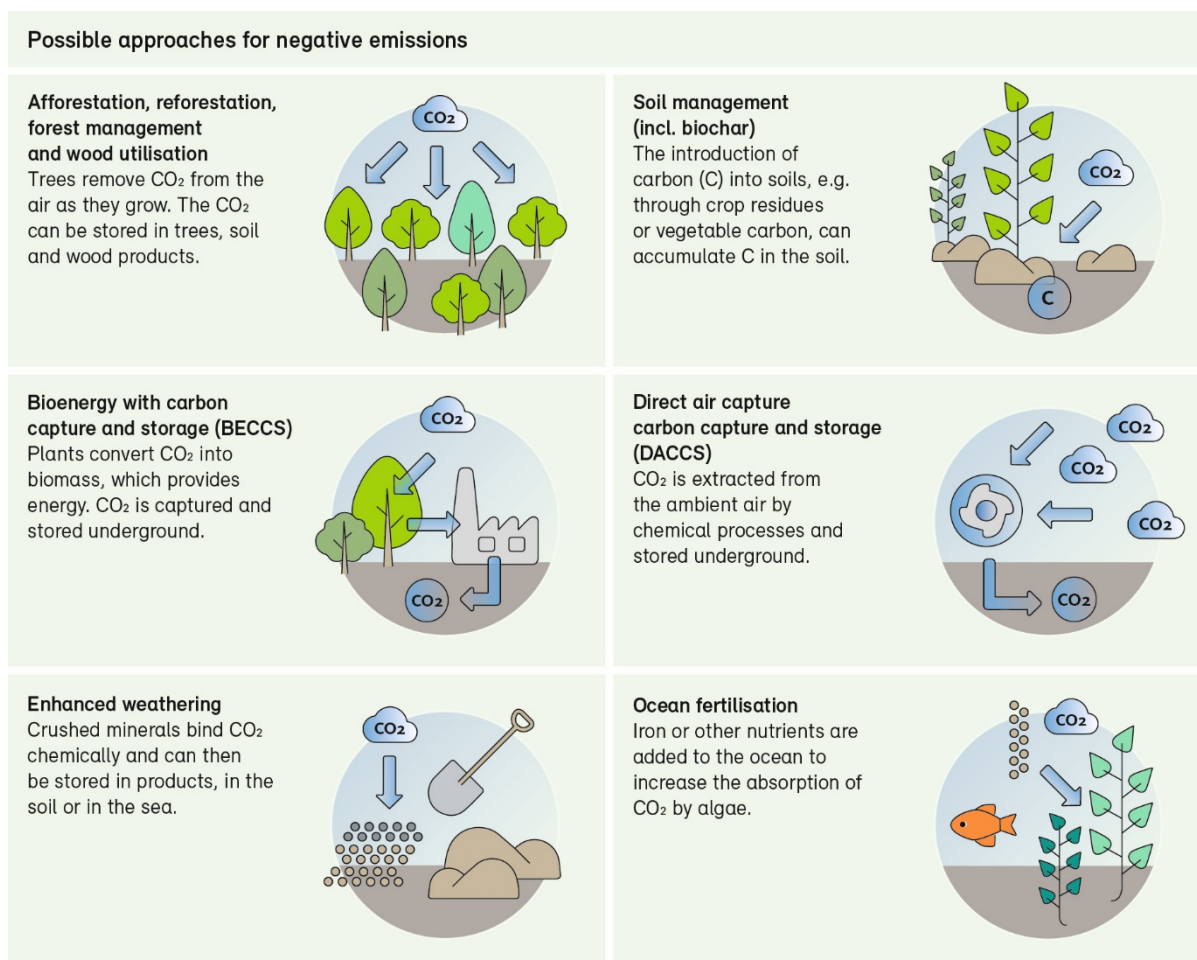 Possible approaches for negative emissions
Afforestation, reforestation,
forest management
and wood utilisation
Trees remove CO₂ from the
air as they grow. The CO₂
can be stored in trees, soil
and wood products.
CO₂
Soil management
(incl. biochar)
The introduction of
carbon (C) into soils, e.g.
through crop residues
or vegetable carbon, can
accumulate C in the soil.
CO₂
C
Bioenergy with carbon
capture and storage (BECCS)
Plants convert CO₂ into
biomass, which provides
energy. CO₂ is captured and
stored underground.
CO₂
CO₂
Direct air capture
carbon capture and storage
(DACCS)
CO₂ is extracted from
the ambient air by
chemical processes and
stored underground.
CO₂
CO₂
CO₂
CO₂
Enhanced weathering
Crushed minerals bind CO₂
chemically and can then
be stored in products, in the
soil or in the sea.
CO₂
Ocean fertilisation
Iron or other nutrients are
added to the ocean to
increase the absorption of
CO₂ by algae.
CO₂